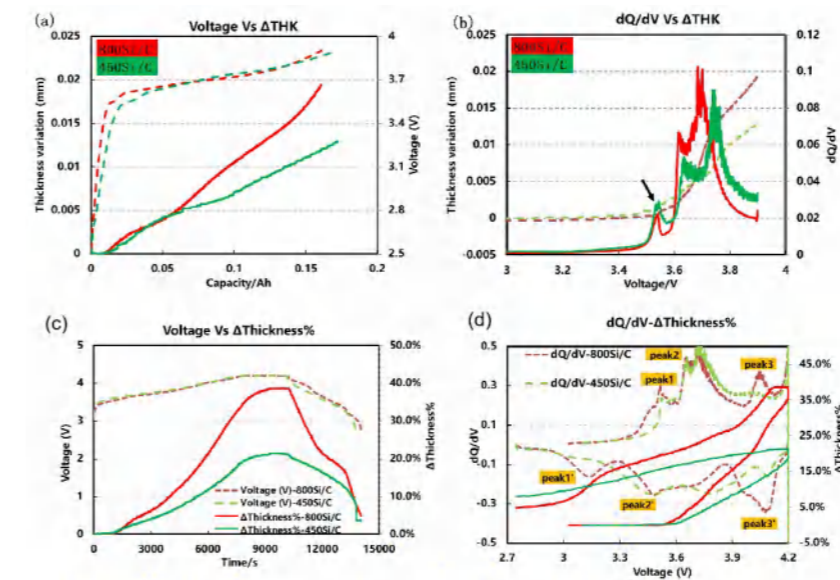 (a)
Voltage Vs ΔTHK
800Si/C
450Si/C
0.025
0.02
0.015
0.01
0.005
0
4
3.7
3.4
3.1
2.8
2.5
Thickness variation (mm)
Voltage (V)
0
0.05
0.1
0.15
0.2
Capacity/Ah
(b)
dQ/dV Vs ΔTHK
800Si/C
450Si/C
0.025
0.02
0.015
0.01
0.005
0
-0.005
0.12
0.1
0.08
0.06
0.04
0.02
0
Thickness variation (mm)
dQ/dV
3
3.2
3.4
3.6
3.8
4
Voltage/V
(c)
Voltage Vs ΔThickness%
5
4
3
2
1
0
50.0%
40.0%
30.0%
20.0%
10.0%
0.0%
Voltage (V)
ΔThickness%
Voltage (V)-800Si/C
Voltage (V)-450Si/C
ΔThickness%-800Si/C
ΔThickness%-450Si/C
0
3000
6000
9000
12000
15000
Time/s
(d)
dQ/dV-ΔThickness%
dQ/dV-800Si/C
dQ/dV-450Si/C
peak1
peak2
peak3
peak1'
peak2'
peak3'
0.5
0.3
0.1
-0.1
-0.3
-0.5
45.0%
35.0%
25.0%
15.0%
5.0%
-5.0%
dQ/dV
ΔThickness%
2.7
3
3.3
3.6
3.9
4.2
Voltage (V)